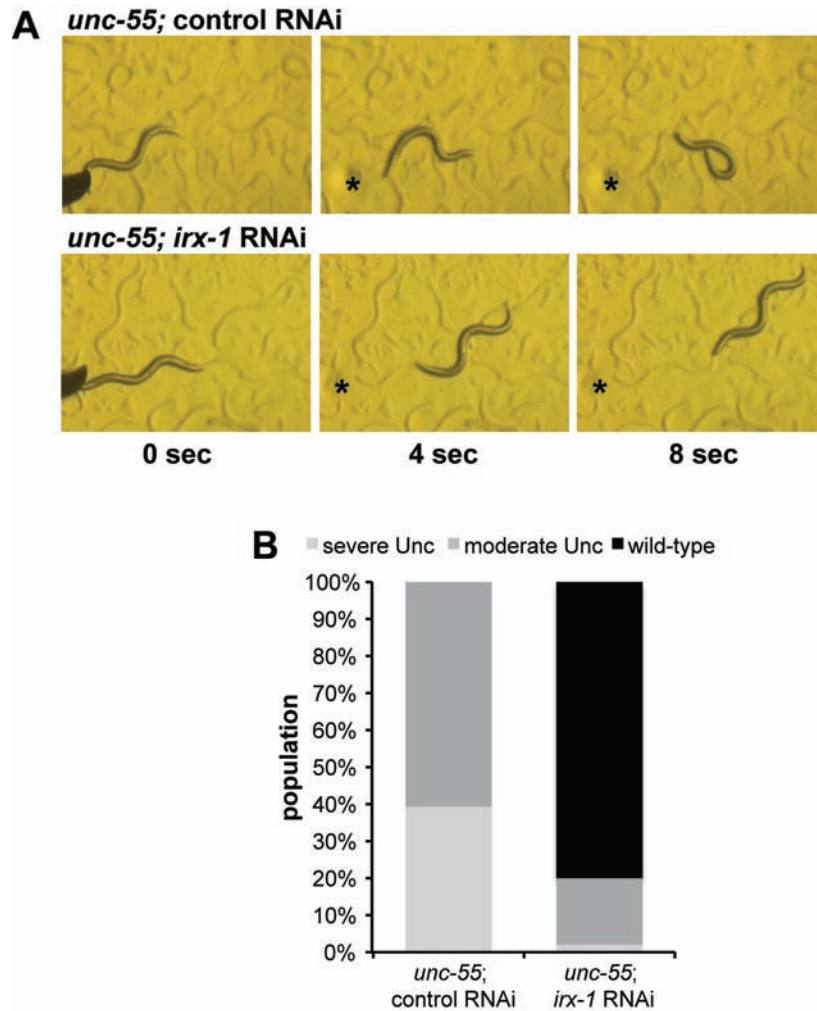 A
unc-55; control RNAi
*
*
unc-55; irx-1 RNAi
*
*
0 sec
4 sec
8 sec
B
severe Unc moderate Unc wild-type
100%
90%
80%
70%
60%
50%
40%
30%
20%
10%
0%
population
unc-55;
control RNAi
unc-55;
irx-1 RNAi